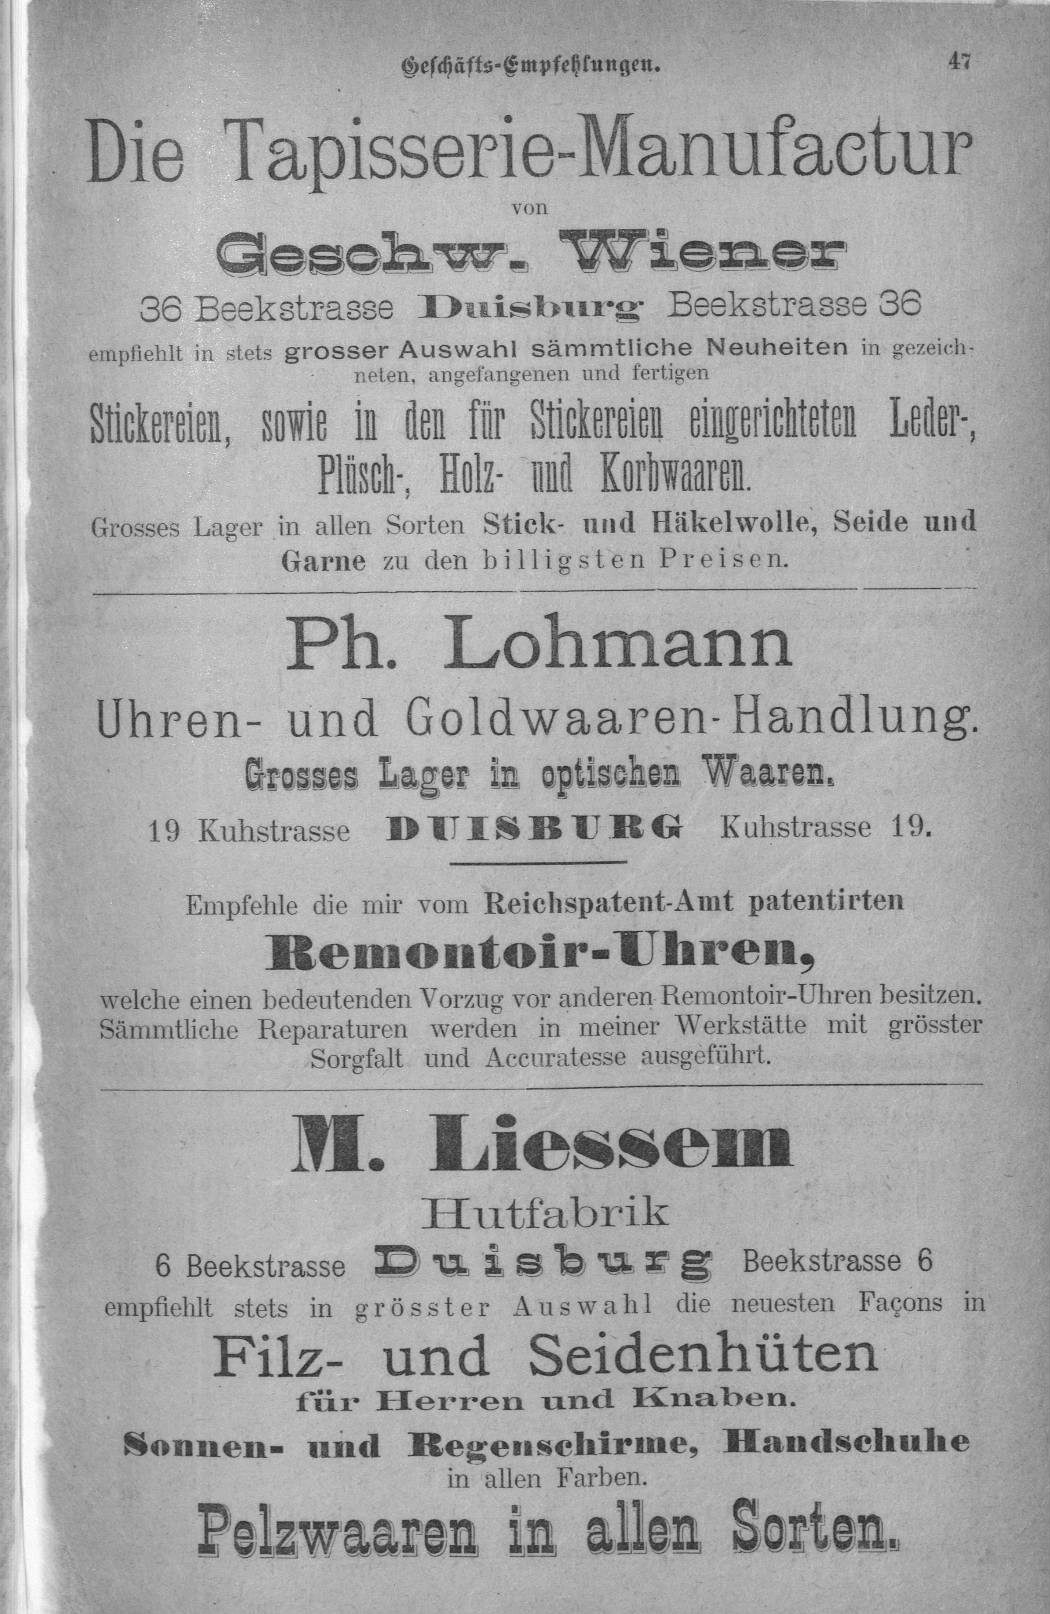 Geschäfts-Empfehlungen. 47
Die Tapisserie-Manufactur
von
Geschw. Wiener
36 Beekstrasse Duisburg Beekstrasse 36
empfiehlt in stets grosser Auswahl sämmtliche Neuheiten in gezeich-
neten, angefangenen und fertigen
Stickereien, sowie in den für Stickereien eingerichteten Leder-,
Plüsch-, Holz- und Korbwaaren.
Grosses Lager in allen Sorten Stick- und Häkelwolle, Seide und
Garne zu den billigsten Preisen.
Ph. Lohmann
Uhren- und Goldwaaren-Handlung.
Grosses Lager in optischen Waaren.
19 Kuhstrasse DUISBURG Kuhstrasse 19.
Empfehle die mir vom Reichspatent-Amt patentirten
Remontoir-Uhren,
welche einen bedeutenden Vorzug vor anderen Remontoir-Uhren besitzen.
Sämmtliche Reparaturen werden in meiner Werkstätte mit grösster
Sorgfalt und Accuratesse ausgeführt.
M. Liessem
Hutfabrik
6 Beekstrasse Duisburg Beekstrasse 6
empfiehlt stets in grösster Auswahl die neuesten Façons in
Filz- und Seidenhüten
für Herren und Knaben.
Sonnen- und Regenschirme, Handschuhe
in allen Farben.
Pelzwaaren in allen Sorten.